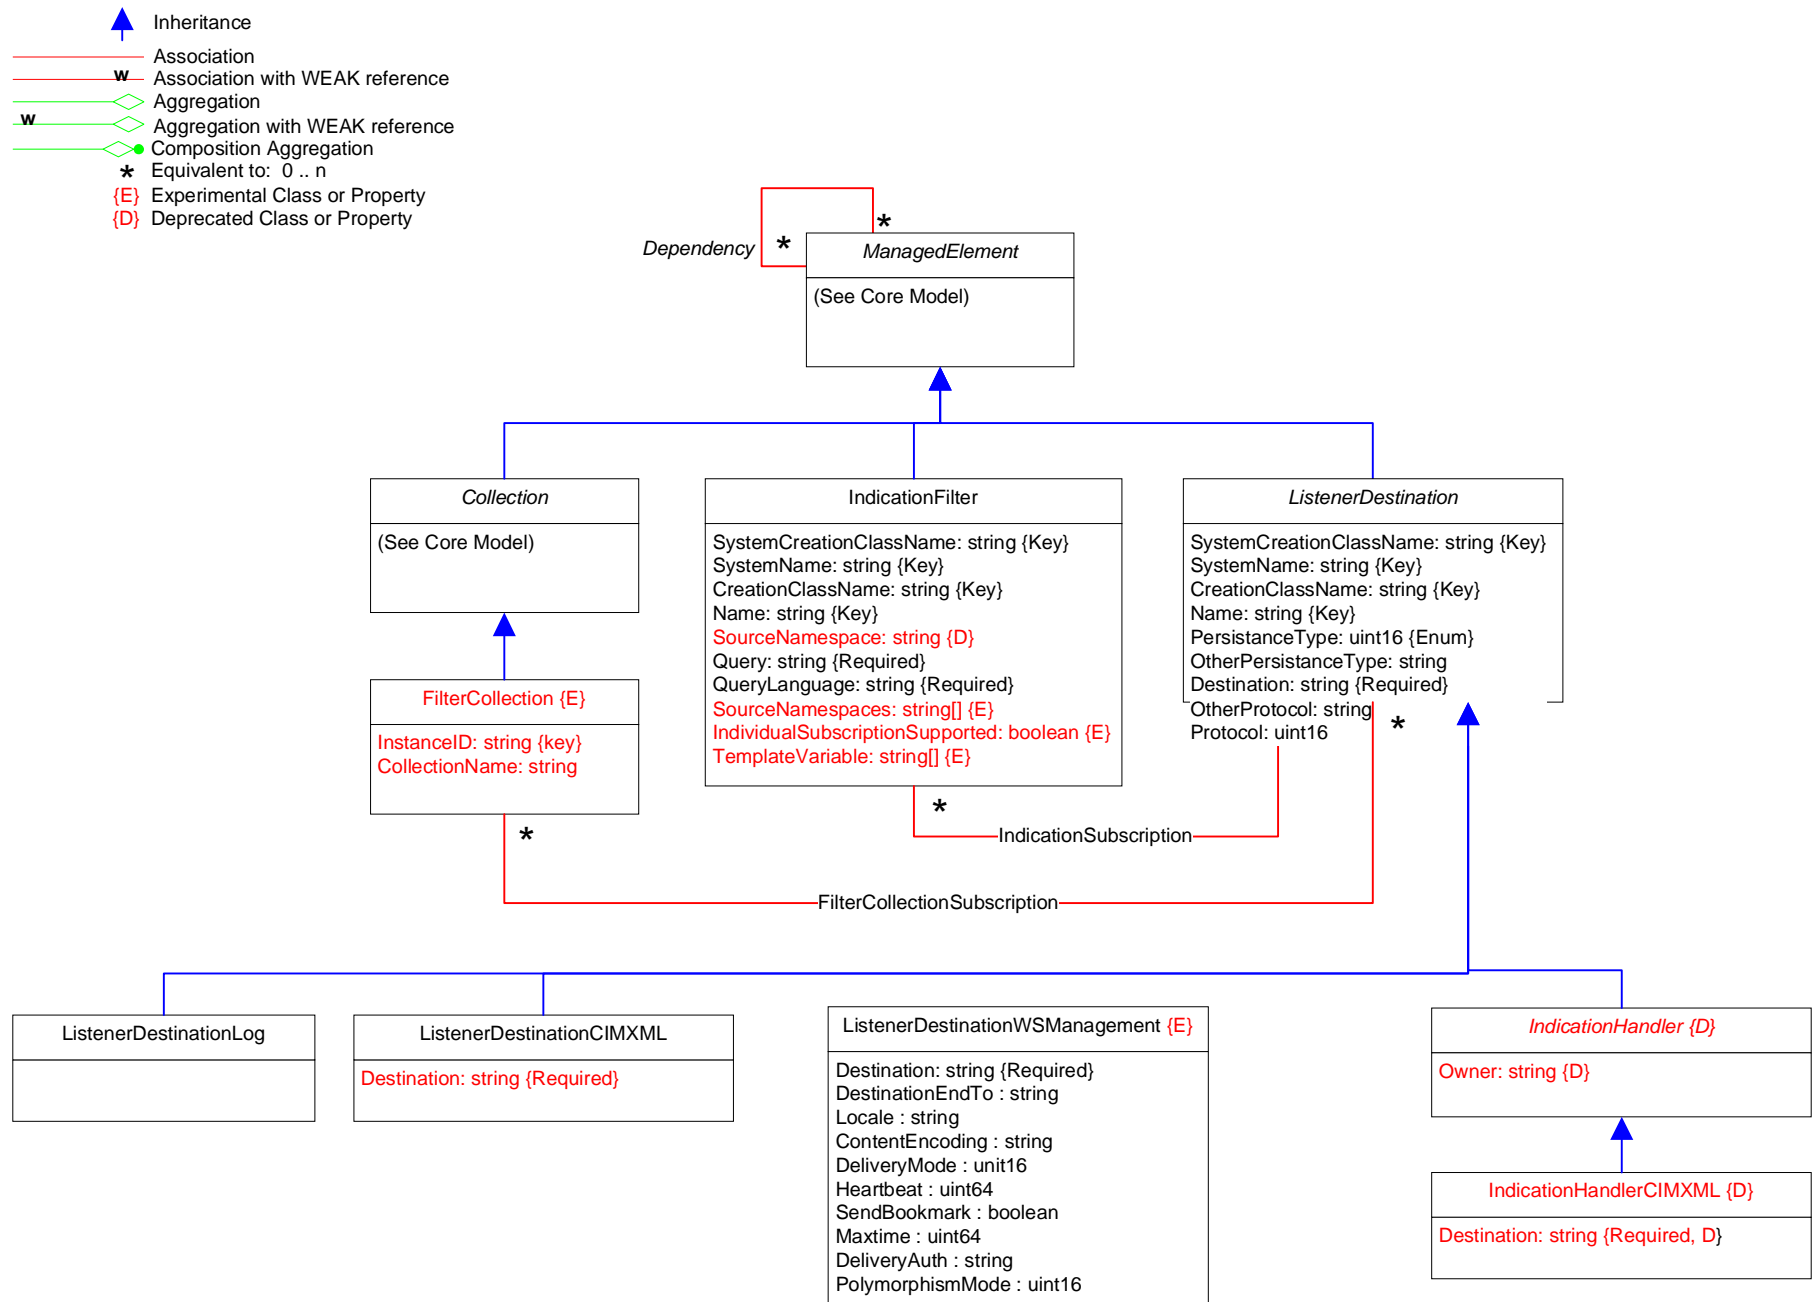 Inheritance
Association
w
Association with WEAK reference
Aggregation
w
Aggregation with WEAK reference
Composition Aggregation
* Equivalent to: 0 .. n
{E} Experimental Class or Property
{D} Deprecated Class or Property
Dependency
*
*
ManagedElement
(See Core Model)
Collection
(See Core Model)
IndicationFilter
SystemCreationClassName: string {Key}
SystemName: string {Key}
CreationClassName: string {Key}
Name: string {Key}
SourceNamespace: string {D}
Query: string {Required}
QueryLanguage: string {Required}
SourceNamespaces: string[] {E}
IndividualSubscriptionSupported: boolean {E}
TemplateVariable: string[] {E}
ListenerDestination
SystemCreationClassName: string {Key}
SystemName: string {Key}
CreationClassName: string {Key}
Name: string {Key}
PersistanceType: uint16 {Enum}
OtherPersistanceType: string
Destination: string {Required}
OtherProtocol: string
Protocol: uint16
*
FilterCollection {E}
InstanceID: string {key}
CollectionName: string
*
*
IndicationSubscription
FilterCollectionSubscription
ListenerDestinationLog
ListenerDestinationCIMXML
Destination: string {Required}
ListenerDestinationWSManagement {E}
Destination: string {Required}
DestinationEndTo : string
Locale : string
ContentEncoding : string
DeliveryMode : unit16
Heartbeat : uint64
SendBookmark : boolean
Maxtime : uint64
DeliveryAuth : string
PolymorphismMode : uint16
IndicationHandler {D}
Owner: string {D}
IndicationHandlerCIMXML {D}
Destination: string {Required, D}